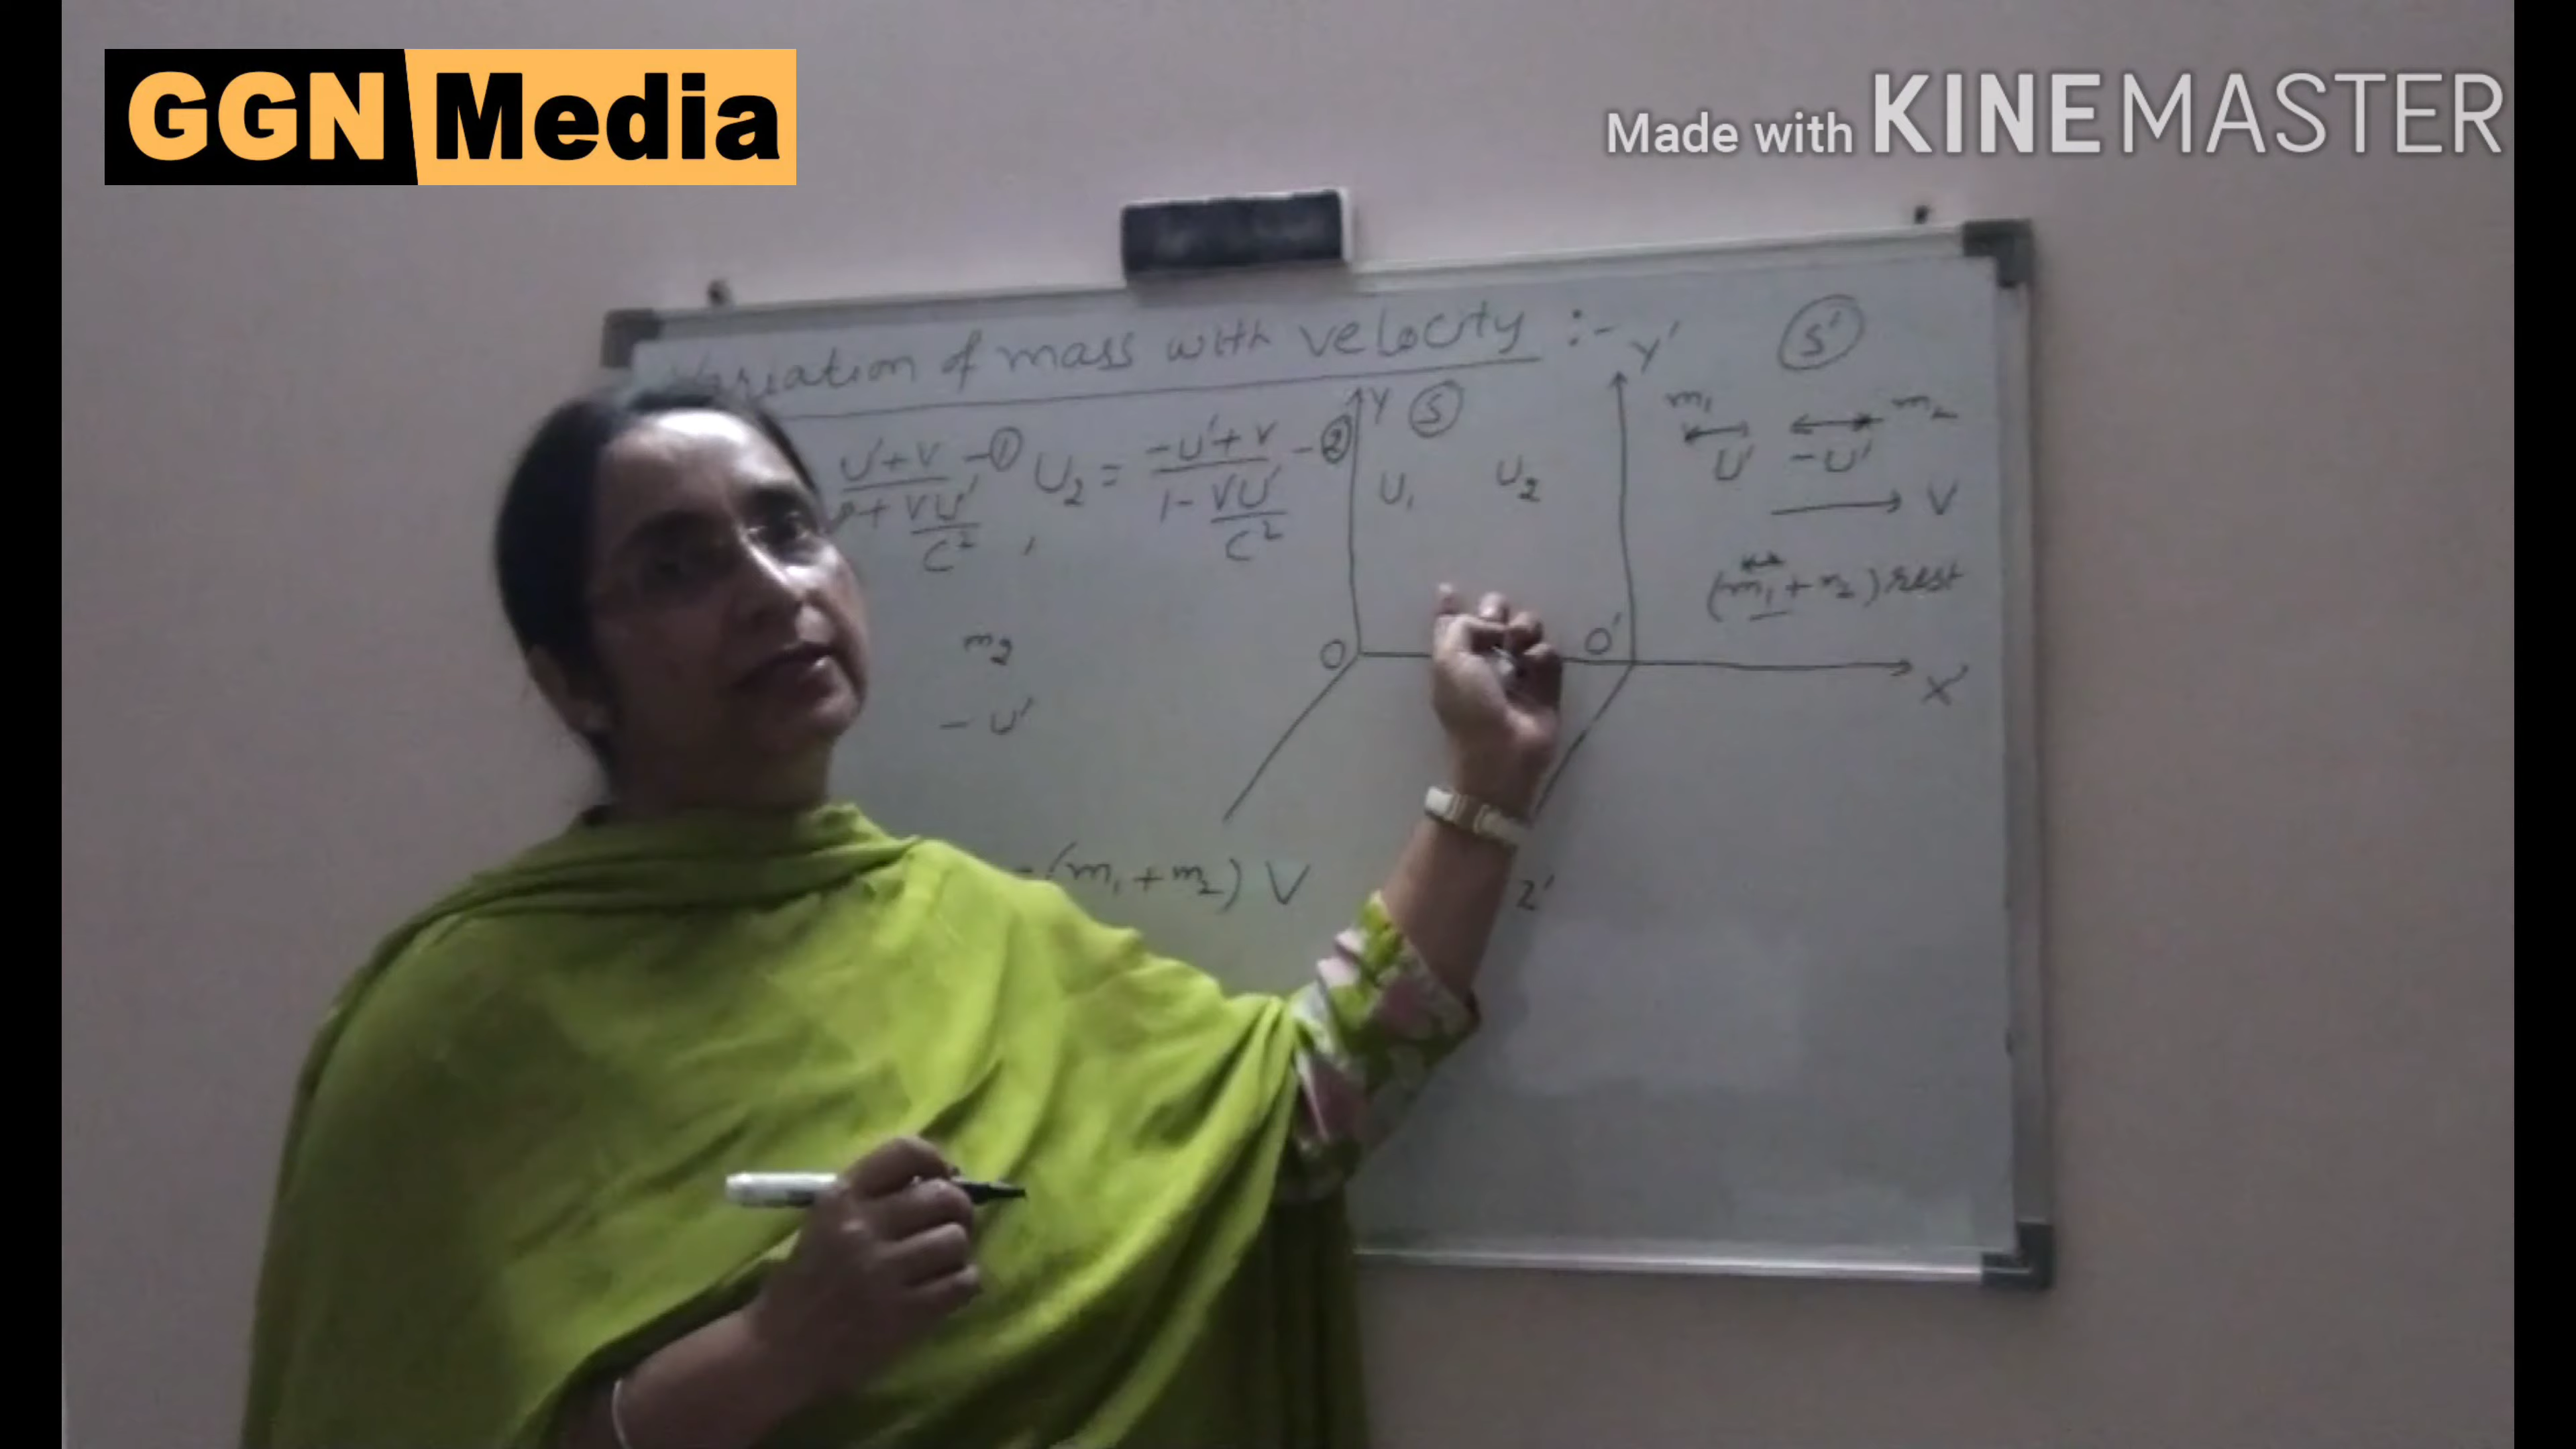 GGN Media
Made with KINEMASTER
Variation of mass with velocity :-
S'
Y'
Y
S
m1
m2
U'
-U'
U'+V / 1+ VU'/C² -① , U2 = -U'+V / 1- VU'/C² -②
U1
U2
V
(m1+m2) rest
m2
- U'
O
O'
X'
= (m1+m2) V
Z'